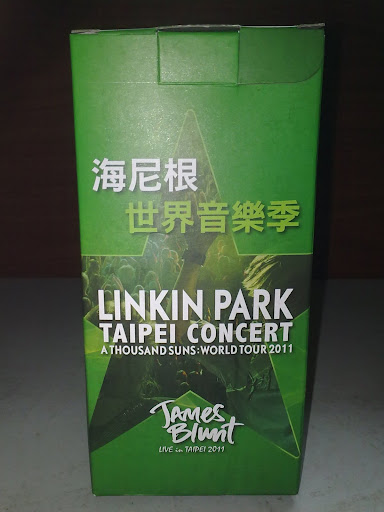 海尼根
世界音樂季
LINKIN PARK
TAIPEI CONCERT
A THOUSAND SUNS:WORLD TOUR 2011
James
Blunt
LIVE in TAIPEI 2011